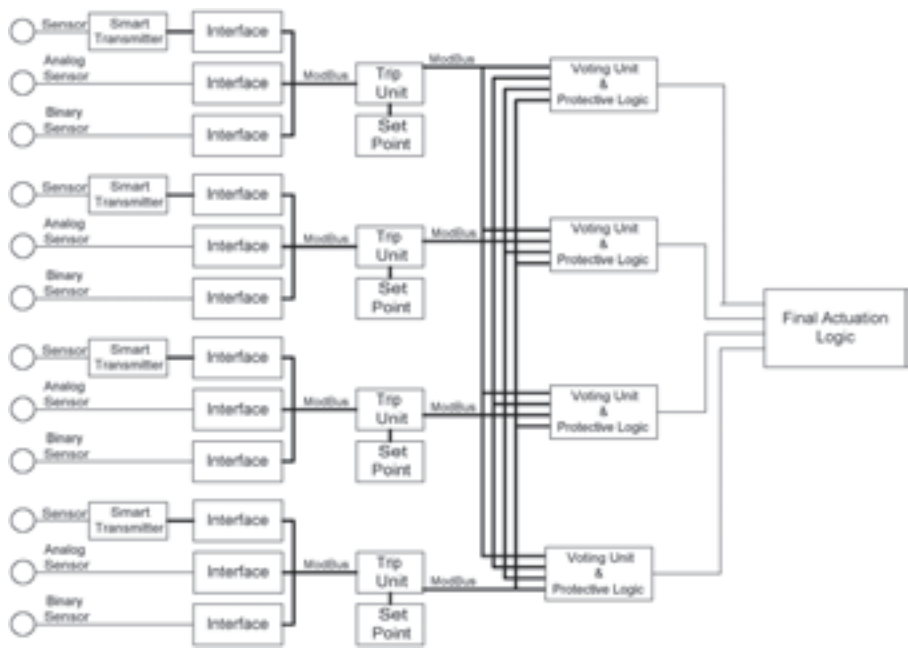 Sensor
Smart
Transmitter
Interface
Analog
Sensor
Interface
ModBus
Trip
Unit
ModBus
Voting Unit
&
Protective Logic
Binary
Sensor
Interface
Set
Point
Sensor
Smart
Transmitter
Interface
Analog
Sensor
Interface
ModBus
Trip
Unit
ModBus
Voting Unit
&
Protective Logic
Binary
Sensor
Interface
Set
Point
Final Actuation
Logic
Sensor
Smart
Transmitter
Interface
Analog
Sensor
Interface
ModBus
Trip
Unit
ModBus
Voting Unit
&
Protective Logic
Binary
Sensor
Interface
Set
Point
Sensor
Smart
Transmitter
Interface
Analog
Sensor
Interface
ModBus
Trip
Unit
ModBus
Voting Unit
&
Protective Logic
Binary
Sensor
Interface
Set
Point